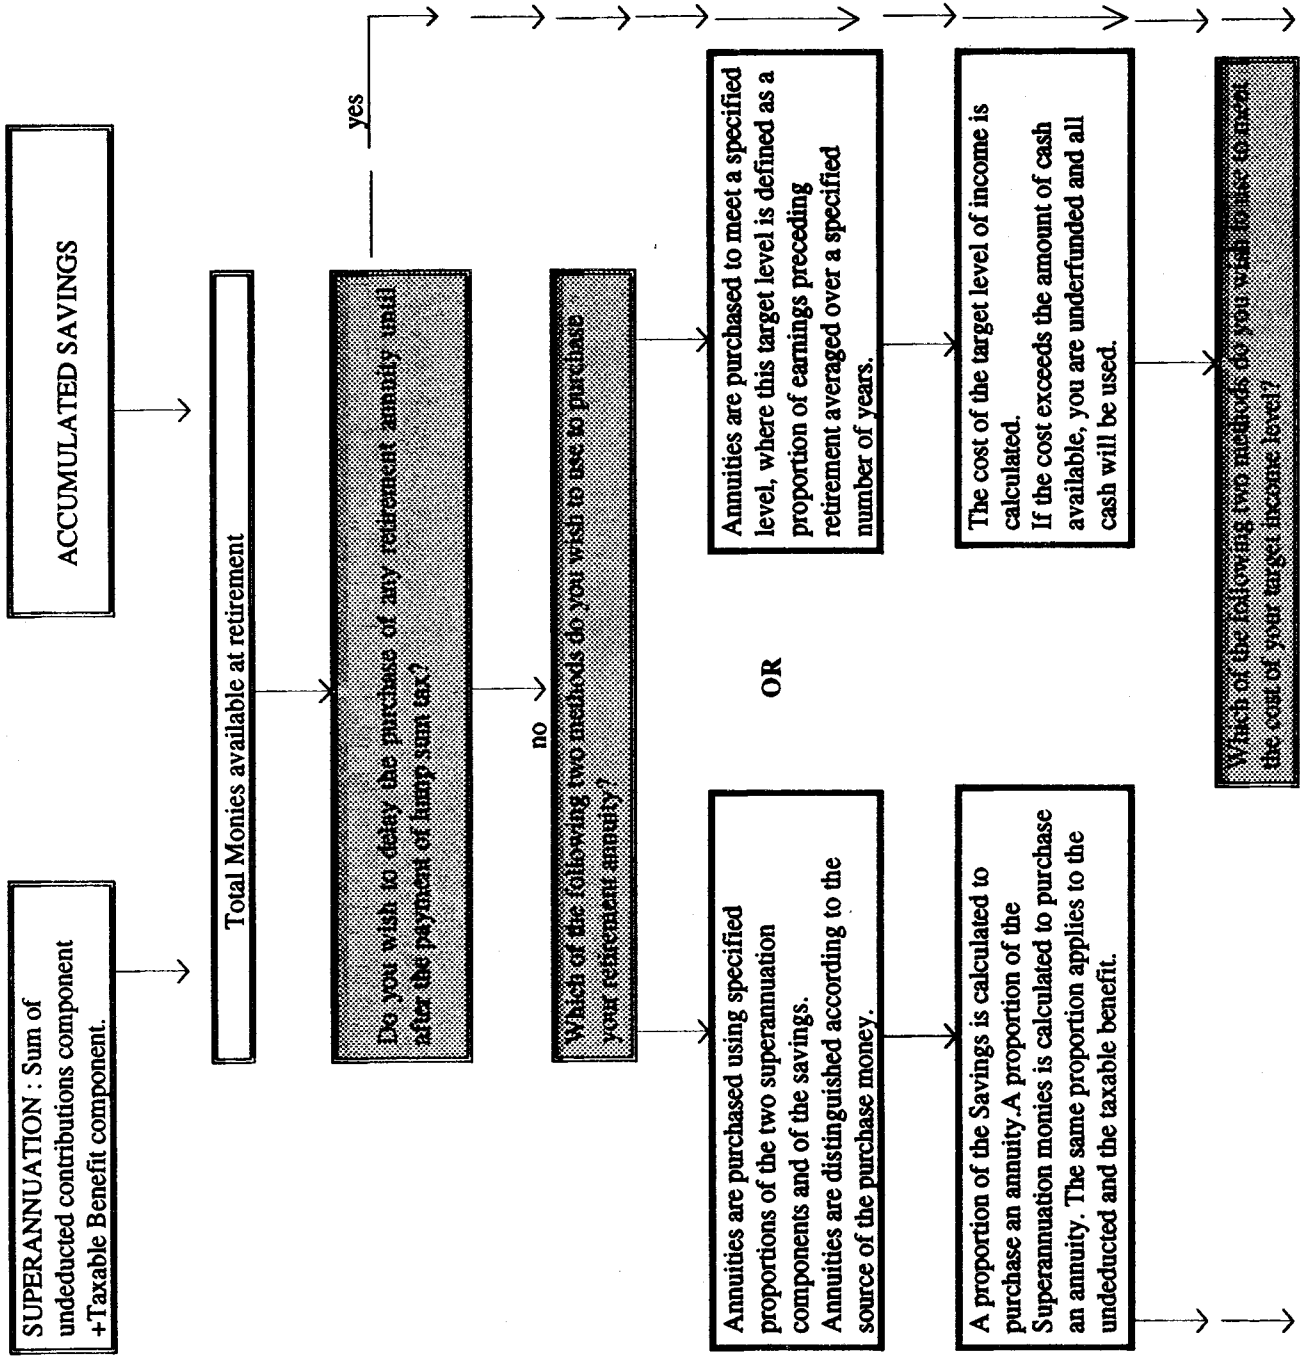 SUPERANNUATION : Sum of
undeducted contributions component
+Taxable Benefit component.
ACCUMULATED SAVINGS
Total Monies available at retirement
Do you wish to delay the purchase of any retirement annuity until
after the payment of lump sum tax?
yes
no
Which of the following two methods do you wish to use to purchase
your retirement annuity?
Annuities are purchased using specified
proportions of the two superannuation
components and of the savings.
Annuities are distinguished according to the
source of the purchase money.
OR
Annuities are purchased to meet a specified
level, where this target level is defined as a
proportion of earnings preceding
retirement averaged over a specified
number of years.
A proportion of the Savings is calculated to
purchase an annuity.A proportion of the
Superannuation monies is calculated to purchase
an annuity. The same proportion applies to the
undeducted and the taxable benefit.
The cost of the target level of income is
calculated.
If the cost exceeds the amount of cash
available, you are underfunded and all
cash will be used.
Which of the following two methods do you wish to use to meet
the cost of your target income level?